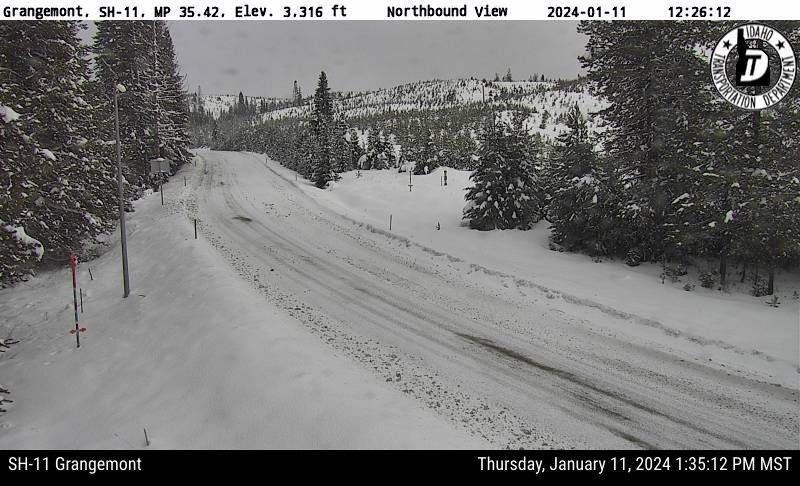 Grangemont, SH-11, MP 35.42, Elev. 3,316 ft Northbound View 2024-01-11 12:26:12
IDAHO
TRANSPORTATION DEPARTMENT
SH-11 Grangemont Thursday, January 11, 2024 1:35:12 PM MST